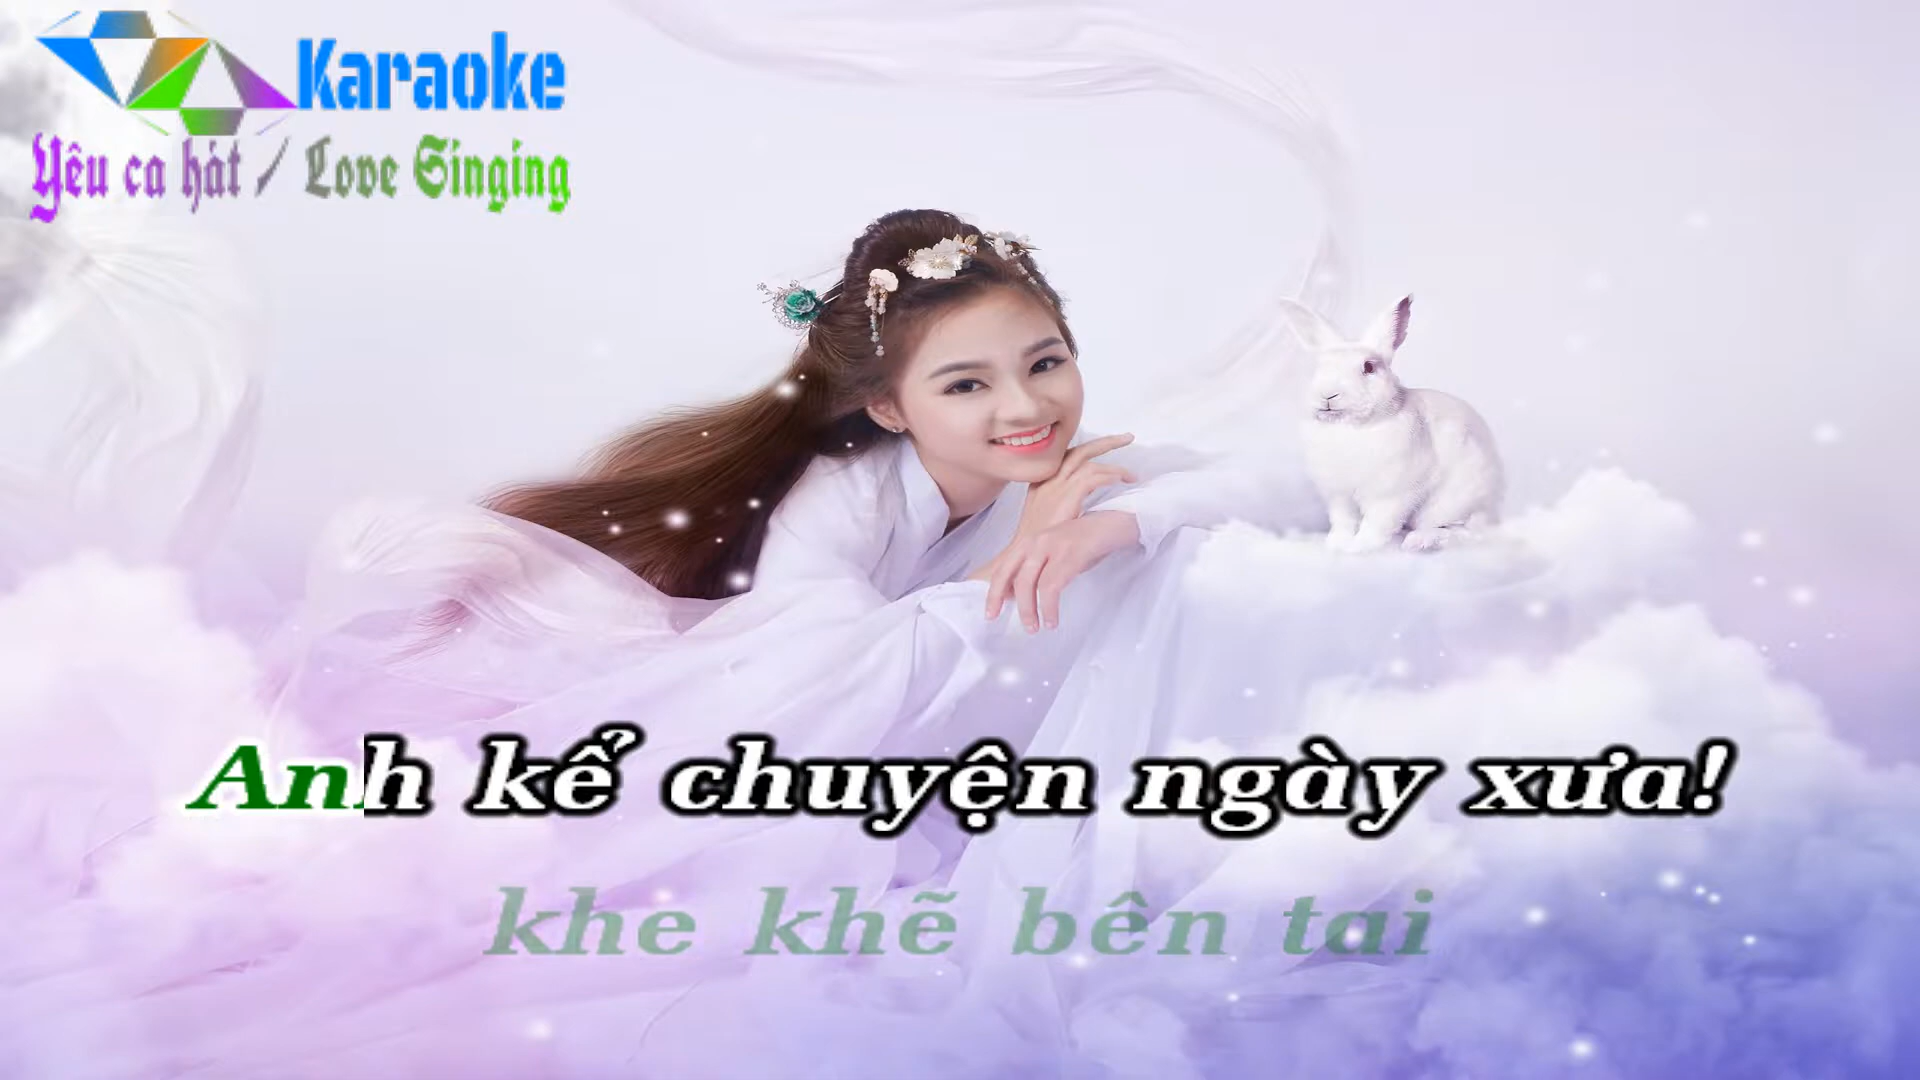 Karaoke
Yêu ca hát / Love Singing
Anh kể chuyện ngày xưa!
khe khẽ bên tai